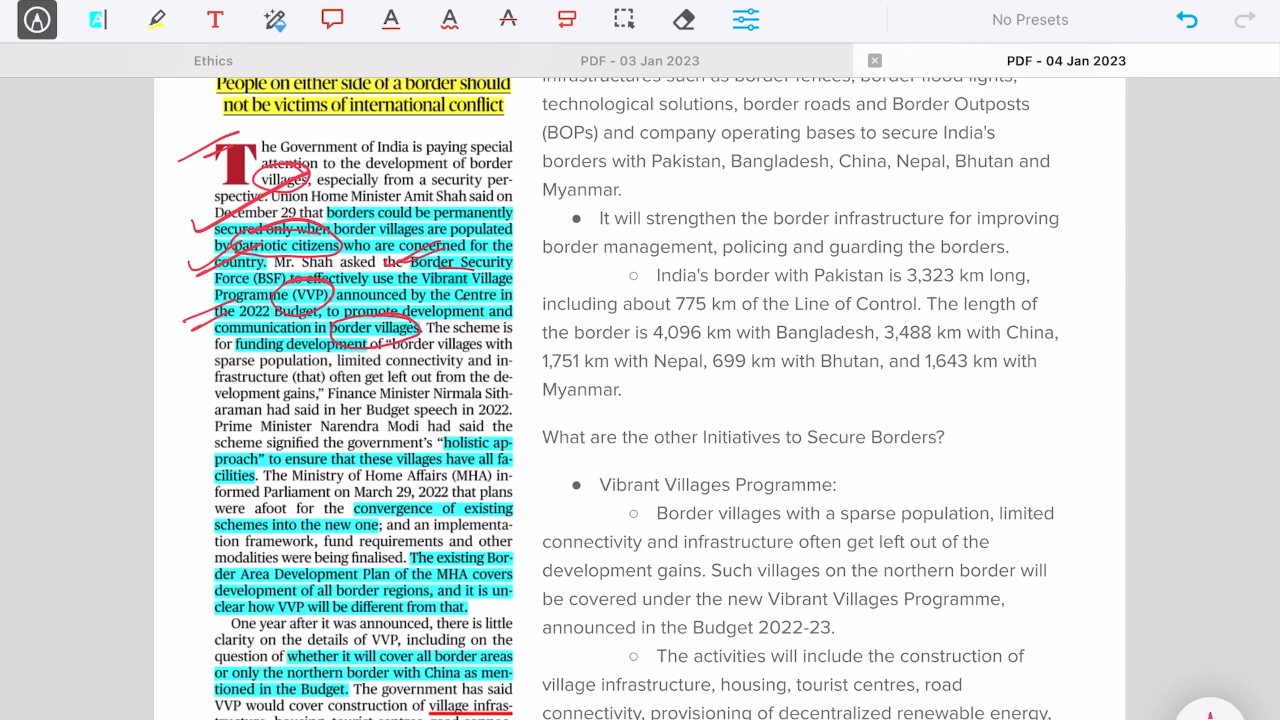 No Presets
Ethics
PDF - 03 Jan 2023
PDF - 04 Jan 2023
People on either side of a border should
not be victims of international conflict
The Government of India is paying special
attention to the development of border
villages, especially from a security per-
spective. Union Home Minister Amit Shah said on
December 29 that borders could be permanently
secured only when border villages are populated
by patriotic citizens who are concerned for the
country. Mr. Shah asked the Border Security
Force (BSF) to effectively use the Vibrant Village
Programme (VVP) announced by the Centre in
the 2022 Budget, to promote development and
communication in border villages. The scheme is
for funding development of “border villages with
sparse population, limited connectivity and in-
frastructure (that) often get left out from the de-
velopment gains,” Finance Minister Nirmala Sith-
araman had said in her Budget speech in 2022.
Prime Minister Narendra Modi had said the
scheme signified the government’s “holistic ap-
proach” to ensure that these villages have all fa-
cilities. The Ministry of Home Affairs (MHA) in-
formed Parliament on March 29, 2022 that plans
were afoot for the convergence of existing
schemes into the new one; and an implementa-
tion framework, fund requirements and other
modalities were being finalised. The existing Bor-
der Area Development Plan of the MHA covers
development of all border regions, and it is un-
clear how VVP will be different from that.
One year after it was announced, there is little
clarity on the details of VVP, including on the
question of whether it will cover all border areas
or only the northern border with China as men-
tioned in the Budget. The government has said
VVP would cover construction of village infras-
infrastructures such as border fences, border flood lights,
technological solutions, border roads and Border Outposts
(BOPs) and company operating bases to secure India's
borders with Pakistan, Bangladesh, China, Nepal, Bhutan and
Myanmar.
● It will strengthen the border infrastructure for improving
border management, policing and guarding the borders.
○ India's border with Pakistan is 3,323 km long,
including about 775 km of the Line of Control. The length of
the border is 4,096 km with Bangladesh, 3,488 km with China,
1,751 km with Nepal, 699 km with Bhutan, and 1,643 km with
Myanmar.
What are the other Initiatives to Secure Borders?
● Vibrant Villages Programme:
○ Border villages with a sparse population, limited
connectivity and infrastructure often get left out of the
development gains. Such villages on the northern border will
be covered under the new Vibrant Villages Programme,
announced in the Budget 2022-23.
○ The activities will include the construction of
village infrastructure, housing, tourist centres, road
connectivity, provisioning of decentralized renewable energy,